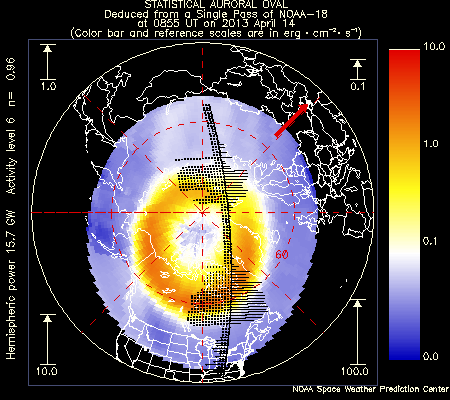 STATISTICAL AURORAL OVAL
Deduced from a Single Pass of NOAA-18
at 0855 UT on 2013 April 14
(Color bar and reference scales are in erg · cm⁻² · s⁻¹)
Hemispheric power 15.7 GW Activity level 6 n= 0.96
1.0
0.1
10.0
1.0
0.1
0.0
60
10.0
100.0
NOAA Space Weather Prediction Center